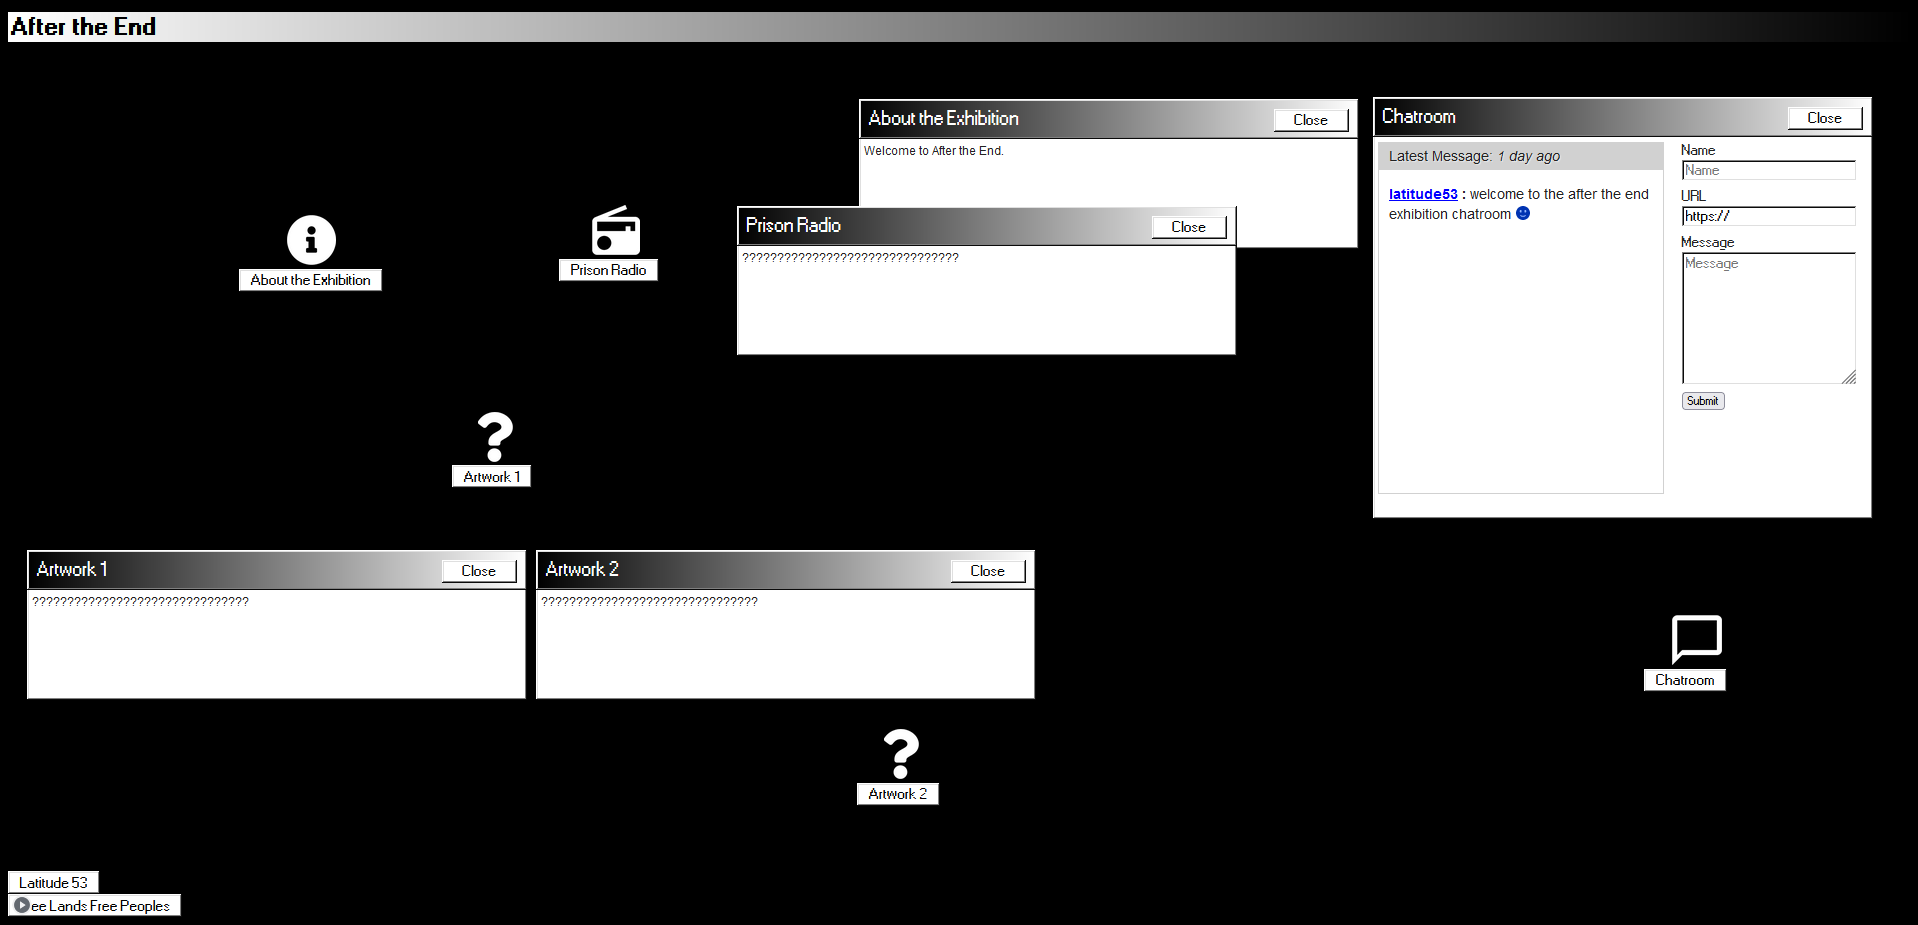 After the End
About the Exhibition
Close
Welcome to After the End.
Chatroom
Close
Latest Message: 1 day ago
latitude53 : welcome to the after the end
exhibition chatroom
Name
Name
URL
https://
Message
Message
Submit
About the Exhibition
Prison Radio
Prison Radio
Close
???????????????????????????????
Artwork 1
Artwork 1
Close
???????????????????????????????
Artwork 2
Close
???????????????????????????????
Chatroom
Artwork 2
Latitude 53
ee Lands Free Peoples